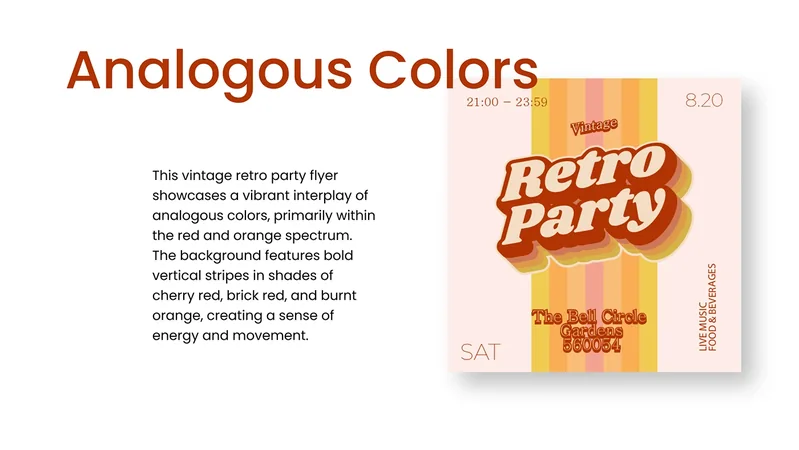 Analogous Colors
This vintage retro party flyer
showcases a vibrant interplay of
analogous colors, primarily within
the red and orange spectrum.
The background features bold
vertical stripes in shades of
cherry red, brick red, and burnt
orange, creating a sense of
energy and movement.
21:00 - 23:59
8.20
Vintage
Retro
Party
The Bell Circle
Gardens
560054
SAT
LIVE MUSIC
FOOD & BEVERAGES